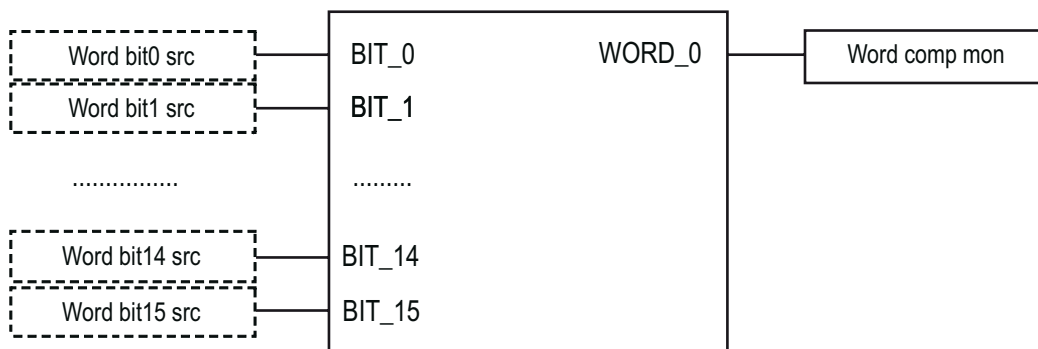 Word bit0 src BIT_0 WORD_0 Word comp mon
Word bit1 src BIT_1
................ .........
Word bit14 src BIT_14
Word bit15 src BIT_15